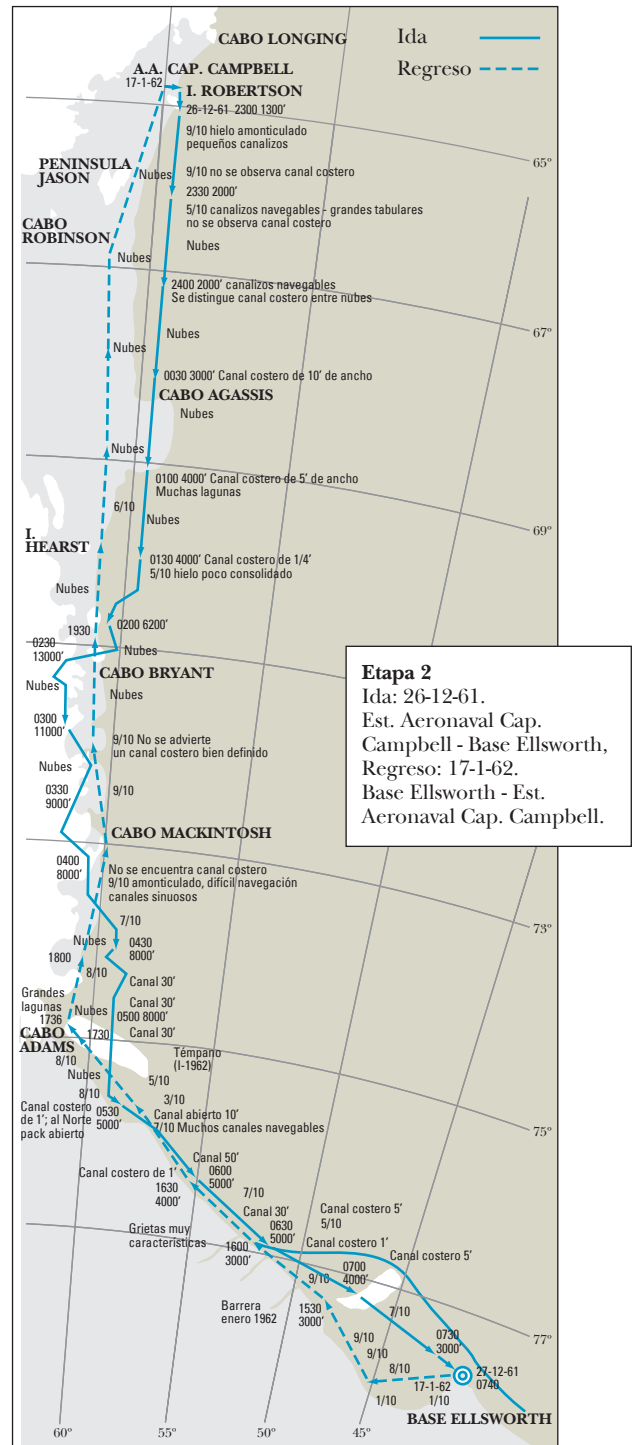 CABO LONGING
Ida
Regreso
A.A. CAP. CAMPBELL
17-1-62
I. ROBERTSON
26-12-61 2300 1300'
9/10 hielo amonticulado
pequeños canalizos
65°
PENINSULA
JASON
Nubes
9/10 no se observa canal costero
2330 2000'
5/10 canalizos navegables - grandes tabulares
no se observa canal costero
CABO
ROBINSON
Nubes
Nubes
2400 2000' canalizos navegables
Se distingue canal costero entre nubes
67°
Nubes
Nubes
0030 3000' Canal costero de 10' de ancho
CABO AGASSIS
Nubes
Nubes
0100 4000' Canal costero de 5' de ancho
Muchas lagunas
6/10
Nubes
69°
I.
HEARST
0130 4000' Canal costero de 1/4'
5/10 hielo poco consolidado
Nubes
1930
0200 6200'
0230
13000'
Nubes
CABO BRYANT
Nubes
Nubes
Etapa 2
Ida: 26-12-61.
Est. Aeronaval Cap.
Campbell - Base Ellsworth,
Regreso: 17-1-62.
Base Ellsworth - Est.
Aeronaval Cap. Campbell.
0300
11000'
9/10 No se advierte
un canal costero bien definido
Nubes
0330
9000'
9/10
CABO MACKINTOSH
0400
8000'
No se encuentra canal costero
9/10 amonticulado, difícil navegación
canales sinuosos
73°
7/10
Nubes
0430
8000'
1800
8/10
Canal 30'
Grandes
lagunas
1736
Nubes
Canal 30'
0500 8000'
Canal 30'
CABO
ADAMS
1730
8/10
Témpano
(I-1962)
Nubes
5/10
8/10
3/10
Canal costero
de 1'; al Norte
pack abierto
0530
5000'
Canal abierto 10'
7/10 Muchos canales navegables
75°
Canal 50'
Canal costero de 1'
0600
5000'
1630
4000'
7/10
Canal 30'
Canal costero 5'
5/10
0630
5000'
Grietas muy
características
Canal costero 1'
1600
3000'
Canal costero 5'
0700
4000'
9/10
Barrera
enero 1962
1530
3000'
7/10
77°
9/10
0730
3000'
9/10
8/10
27-12-61
0740
17-1-62
1/10
1/10
BASE ELLSWORTH
60°
55°
50°
45°